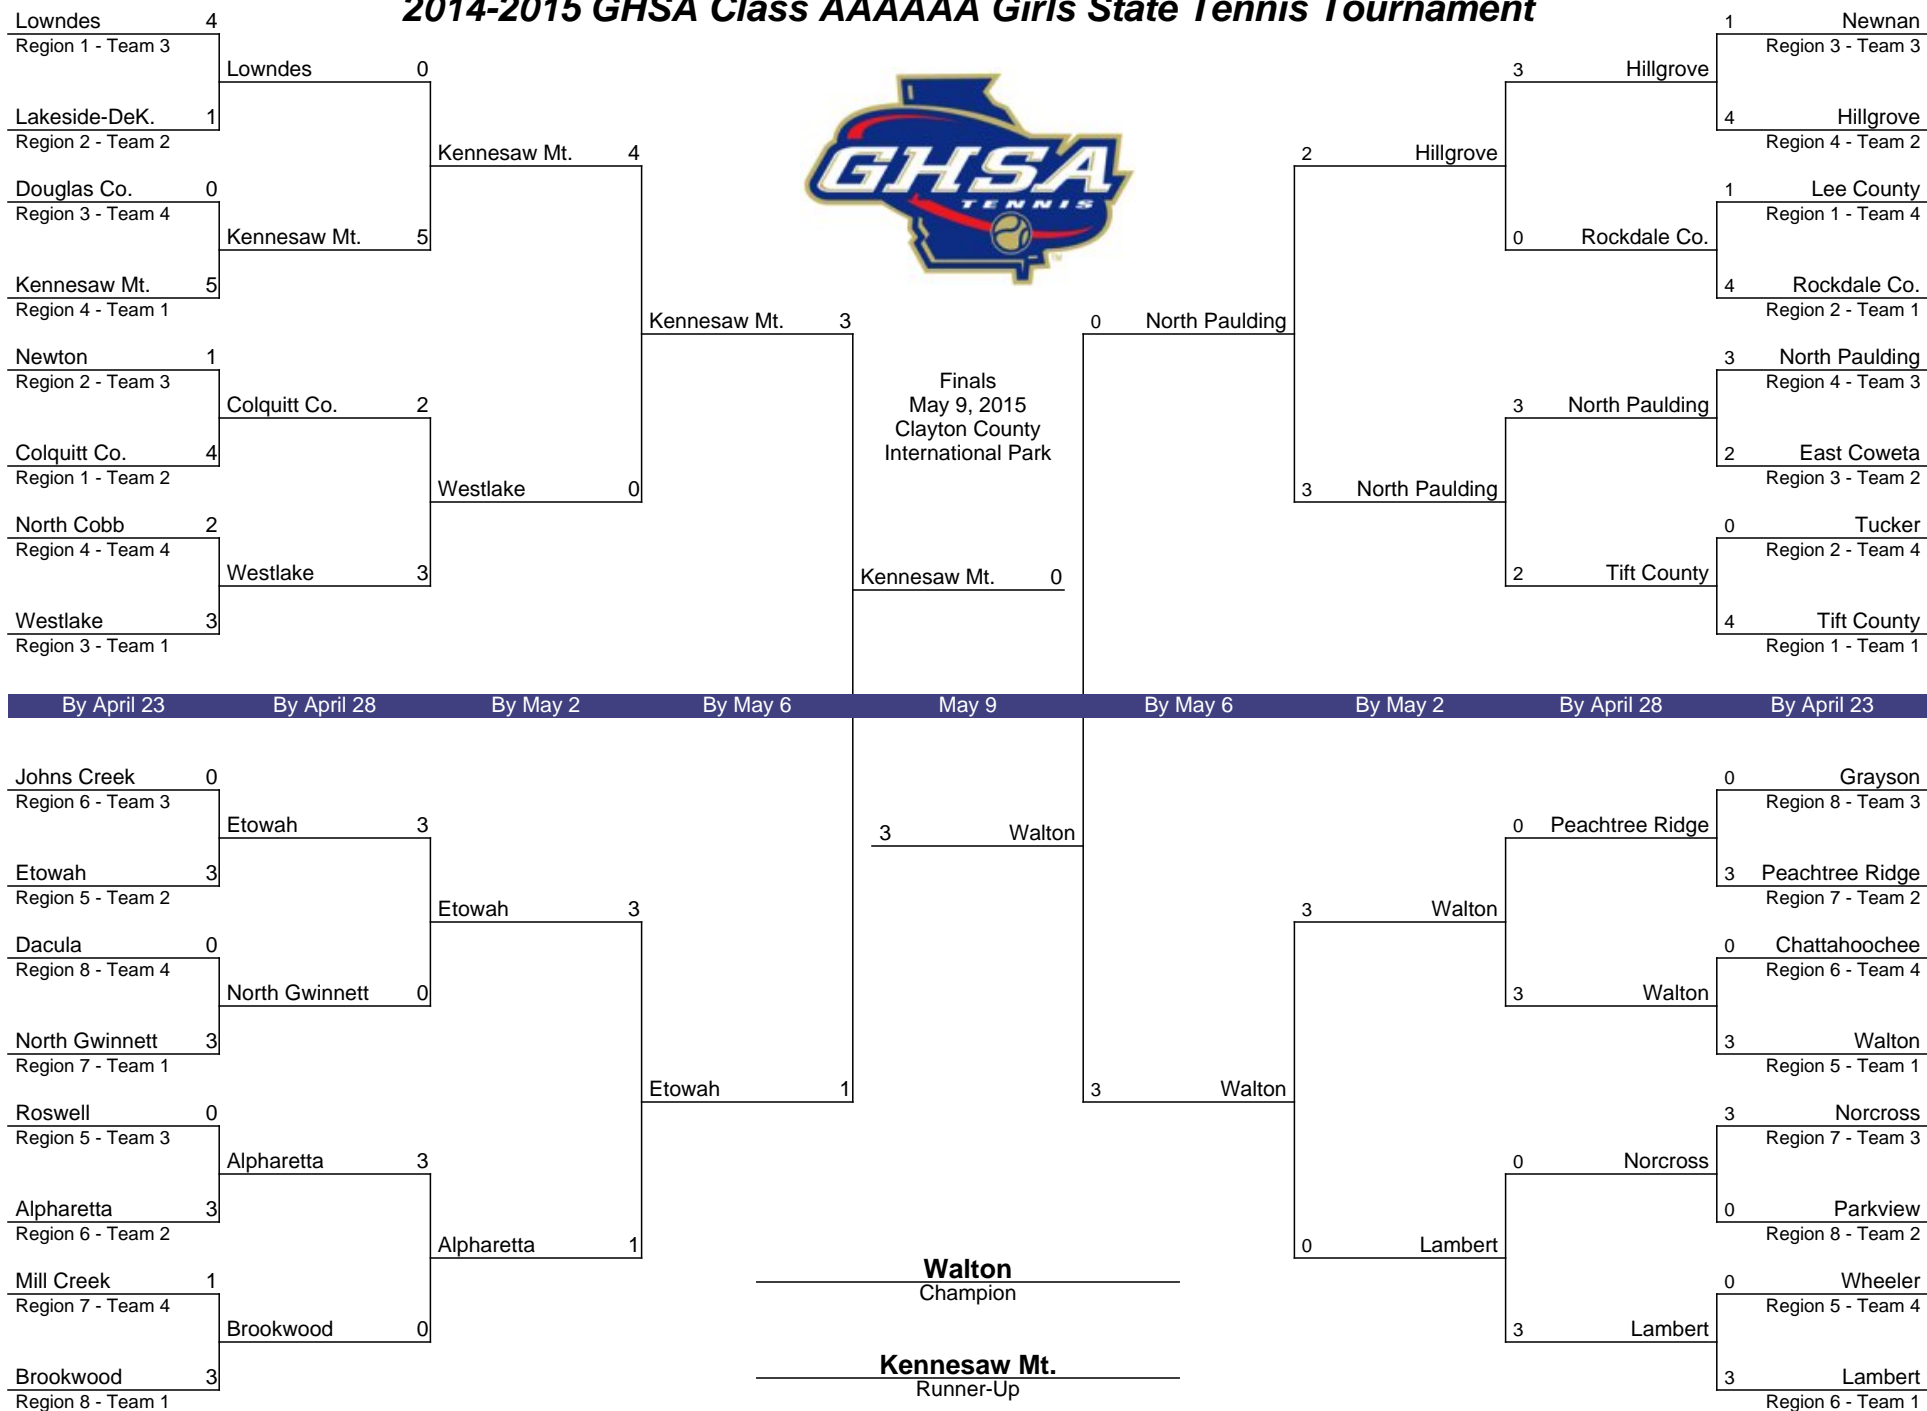 2014-2015 GHSA Class AAAAAA Girls State Tennis Tournament
Lowndes 4
Region 1 - Team 3
Lakeside-DeK. 1
Region 2 - Team 2
Douglas Co. 0
Region 3 - Team 4
Kennesaw Mt. 5
Region 4 - Team 1
Newton 1
Region 2 - Team 3
Colquitt Co. 4
Region 1 - Team 2
North Cobb 2
Region 4 - Team 4
Westlake 3
Region 3 - Team 1
Lowndes 0
Kennesaw Mt. 5
Colquitt Co. 2
Westlake 3
Kennesaw Mt. 4
Westlake 0
Kennesaw Mt. 3
GHSA
TENNIS
TM
Finals
May 9, 2015
Clayton County
International Park
Kennesaw Mt. 0
0 North Paulding
2 Hillgrove
3 North Paulding
3 Hillgrove
0 Rockdale Co.
3 North Paulding
2 Tift County
1 Newnan
Region 3 - Team 3
4 Hillgrove
Region 4 - Team 2
1 Lee County
Region 1 - Team 4
4 Rockdale Co.
Region 2 - Team 1
3 North Paulding
Region 4 - Team 3
2 East Coweta
Region 3 - Team 2
0 Tucker
Region 2 - Team 4
4 Tift County
Region 1 - Team 1
By April 23 By April 28 By May 2 By May 6 May 9 By May 6 By May 2 By April 28 By April 23
Johns Creek 0
Region 6 - Team 3
Etowah 3
Region 5 - Team 2
Dacula 0
Region 8 - Team 4
North Gwinnett 3
Region 7 - Team 1
Roswell 0
Region 5 - Team 3
Alpharetta 3
Region 6 - Team 2
Mill Creek 1
Region 7 - Team 4
Brookwood 3
Region 8 - Team 1
Etowah 3
North Gwinnett 0
Alpharetta 3
Brookwood 0
Etowah 3
Alpharetta 1
Etowah 1
3 Walton
3 Walton
3 Walton
0 Lambert
0 Peachtree Ridge
3 Walton
0 Norcross
3 Lambert
0 Grayson
Region 8 - Team 3
3 Peachtree Ridge
Region 7 - Team 2
0 Chattahoochee
Region 6 - Team 4
3 Walton
Region 5 - Team 1
3 Norcross
Region 7 - Team 3
0 Parkview
Region 8 - Team 2
0 Wheeler
Region 5 - Team 4
3 Lambert
Region 6 - Team 1
Walton
Champion
Kennesaw Mt.
Runner-Up